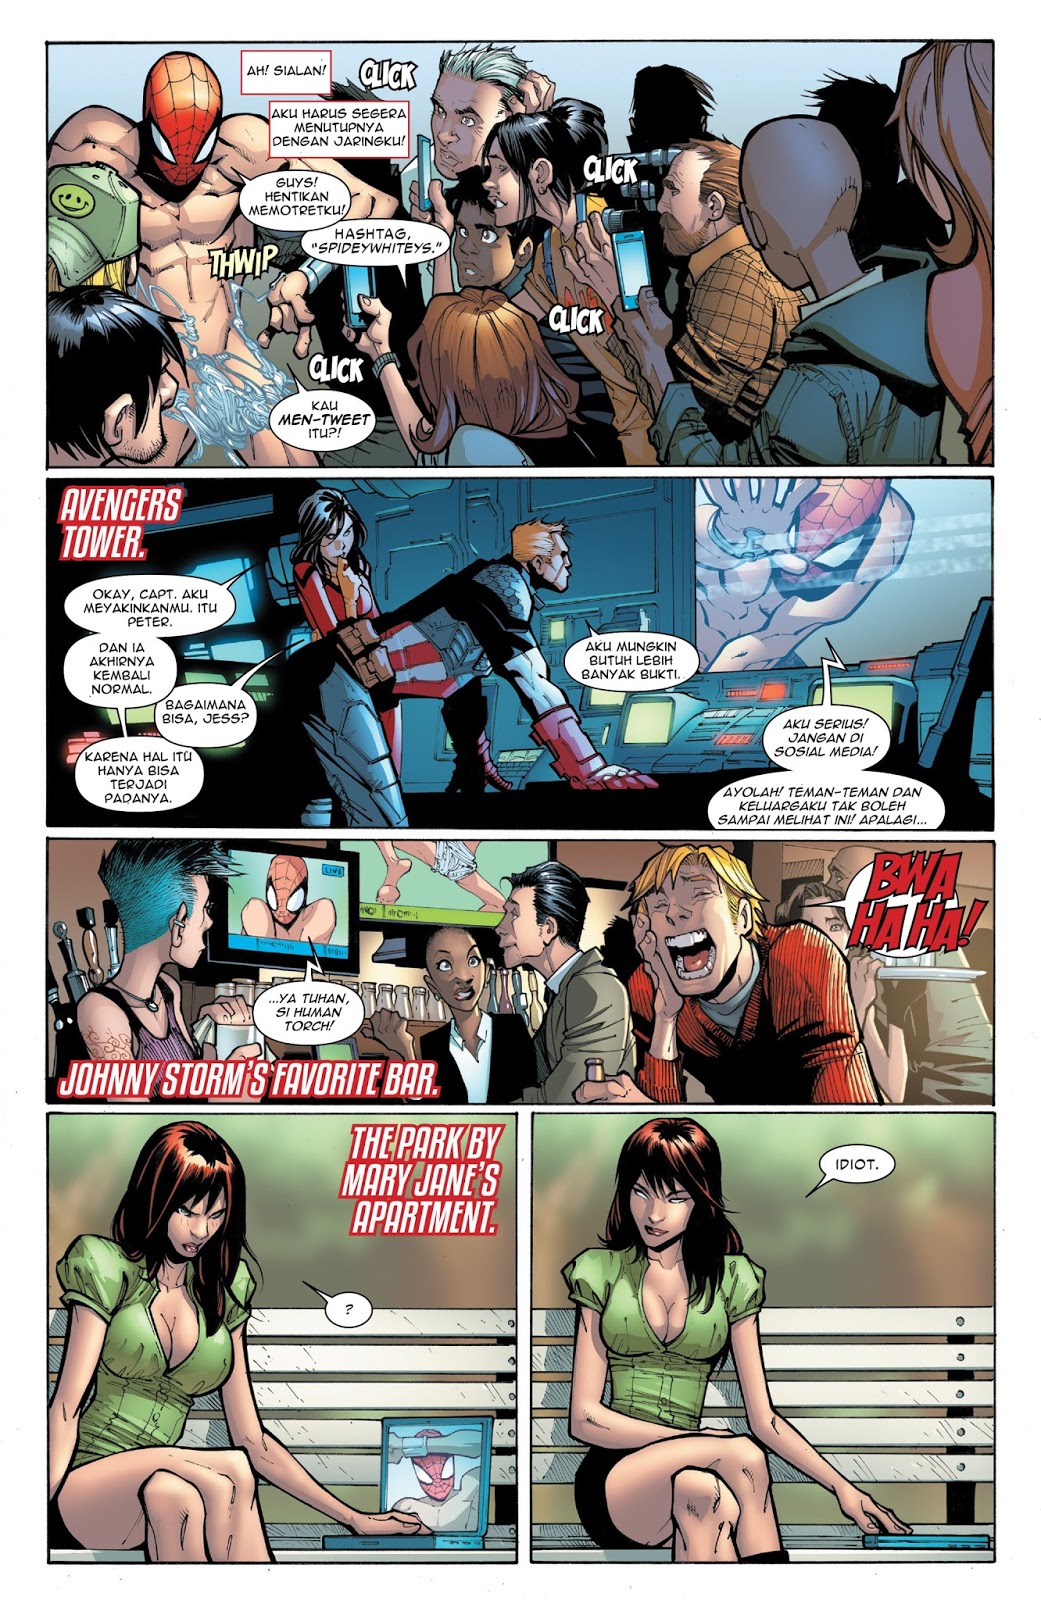 AH! SIALAN!
CLICK
AKU HARUS SEGERA
MENUTUPNYA
DENGAN JARINGKU!
CLICK
GUYS!
HENTIKAN
MEMOTRETKU!
HASHTAG,
"SPIDEYWHITEYS."
THWIP
CLICK
CLICK
KAU
MEN-TWEET
ITU?!
AVENGERS
TOWER.
OKAY, CAPT. AKU
MEYAKINKANMU. ITU
PETER.
DAN IA
AKHIRNYA
KEMBALI
NORMAL.
BAGAIMANA
BISA, JESS?
KARENA HAL ITU
HANYA BISA
TERJADI
PADANYA.
AKU MUNGKIN
BUTUH LEBIH
BANYAK BUKTI.
AKU SERIUS!
JANGAN DI
SOSIAL MEDIA!
AYOLAH! TEMAN-TEMAN DAN
KELUARGAKU TAK BOLEH
SAMPAI MELIHAT INI! APALAGI...
LIVE
...YA TUHAN,
SI HUMAN
TORCH!
BWA
HA HA!
JOHNNY STORM'S FAVORITE BAR.
THE PARK BY
MARY JANE'S
APARTMENT.
?
IDIOT.